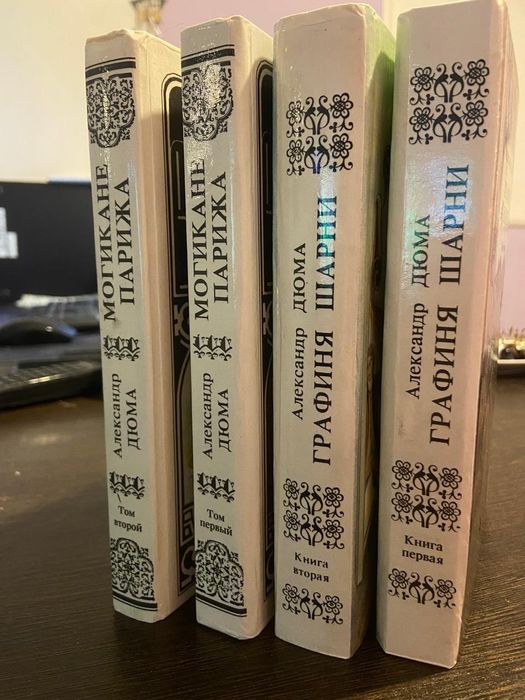 МОГИКАНЕ
ПАРИЖА
Александр
ДЮМА
Том
второй
МОГИКАНЕ
ПАРИЖА
Александр
ДЮМА
Том
первый
Александр ДЮМА
ГРАФИНЯ ШАРНИ
Книга
вторая
Александр ДЮМА
ГРАФИНЯ ШАРНИ
Книга
первая